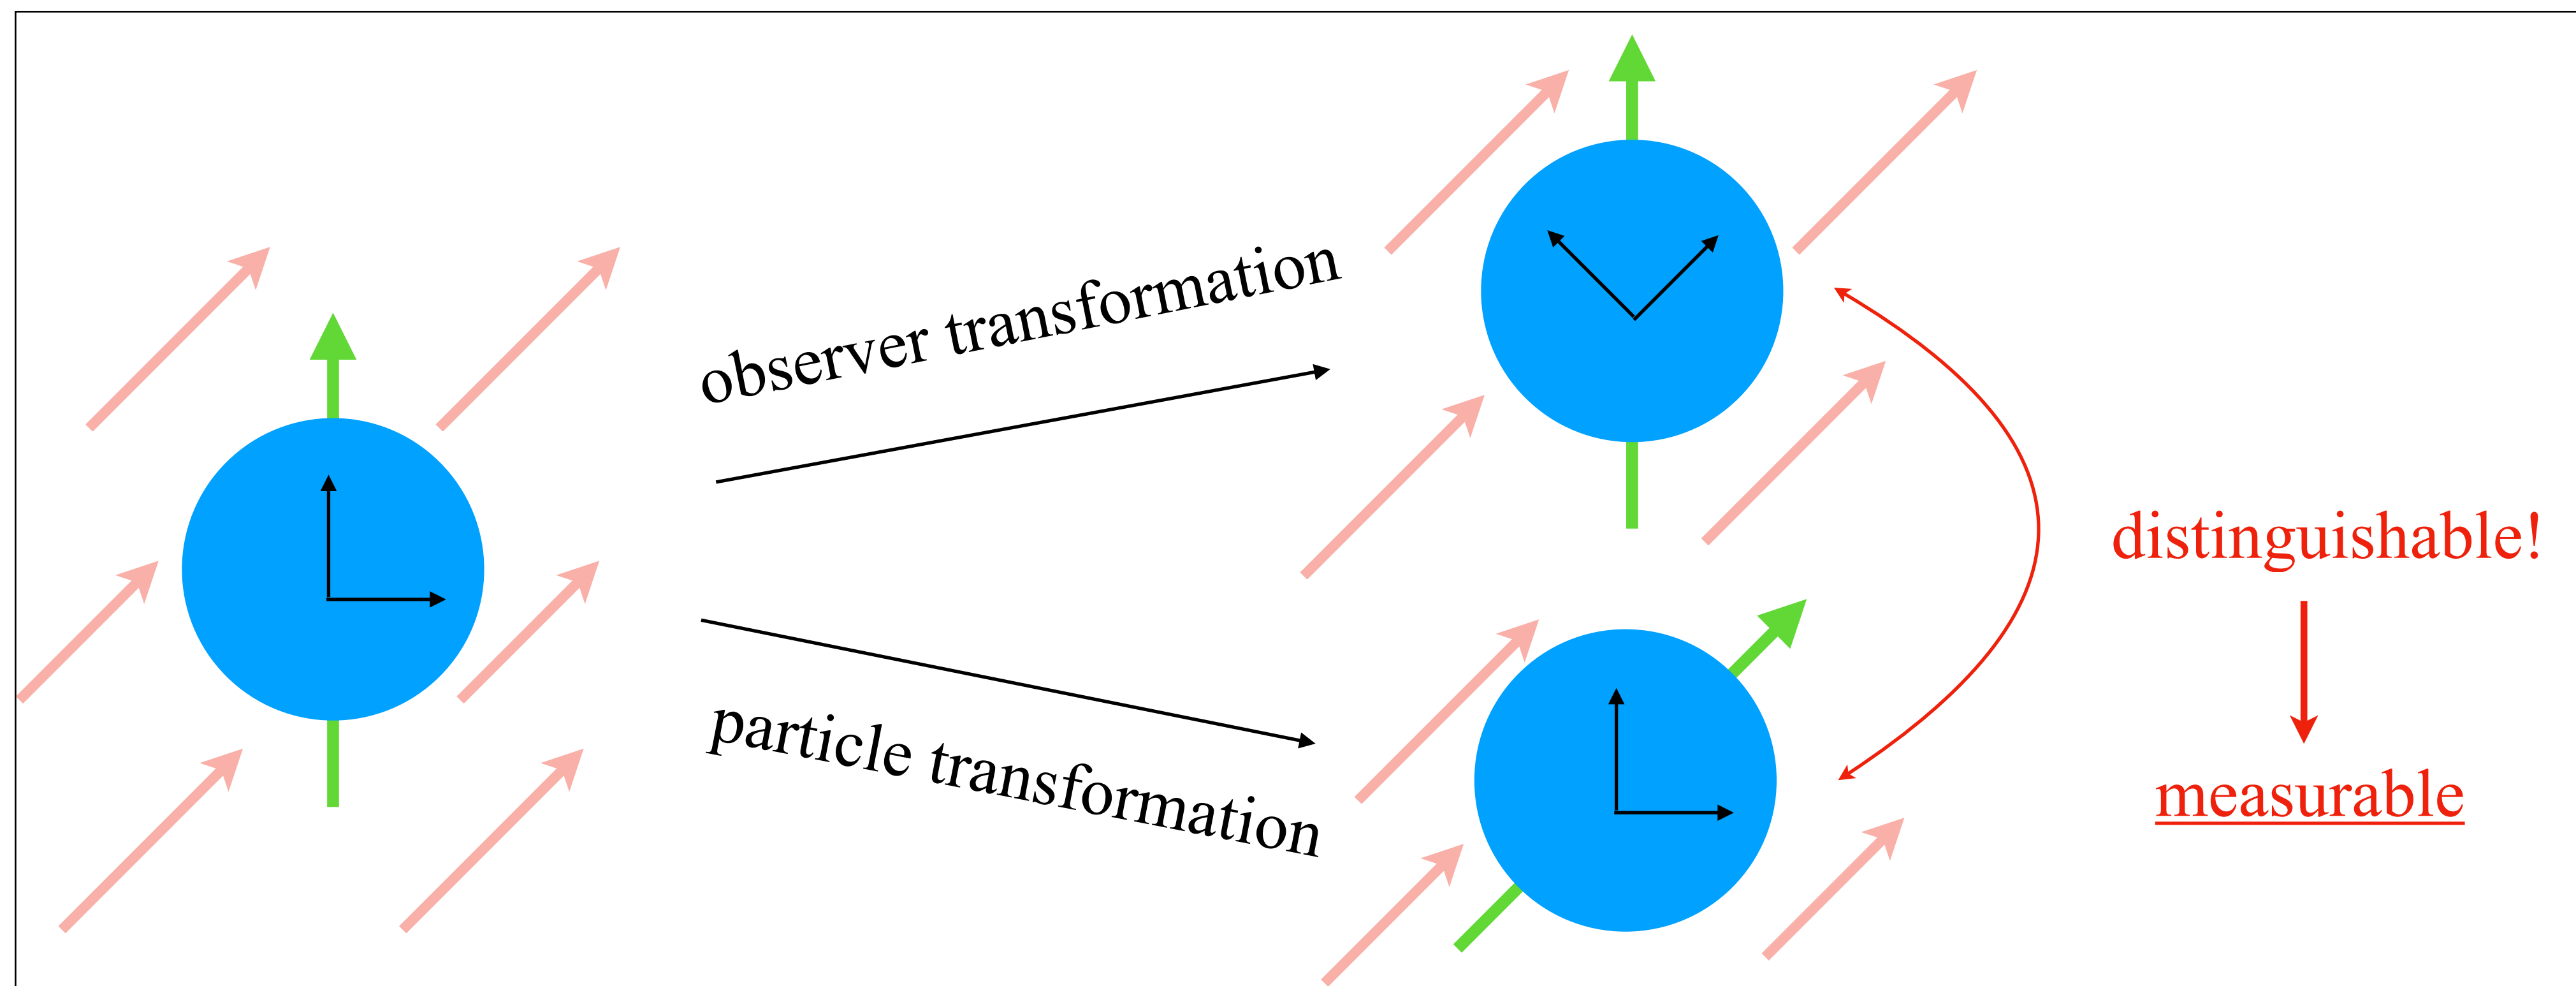 observer transformation
particle transformation
distinguishable!
measurable